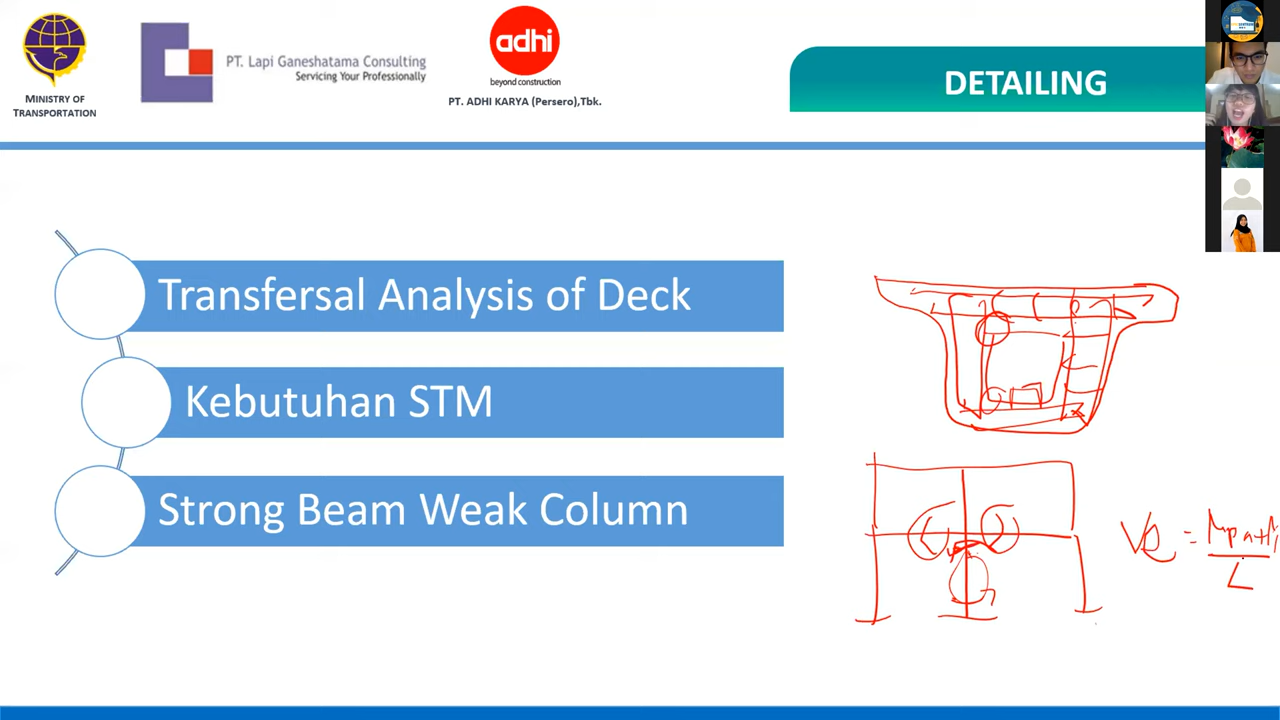 MINISTRY OF
TRANSPORTATION
PT. Lapi Ganeshatama Consulting
Servicing Your Professionally
adhi
beyond construction
PT. ADHI KARYA (Persero),Tbk.
DETAILING
Transfersal Analysis of Deck
Kebutuhan STM
Strong Beam Weak Column
Ve =
L